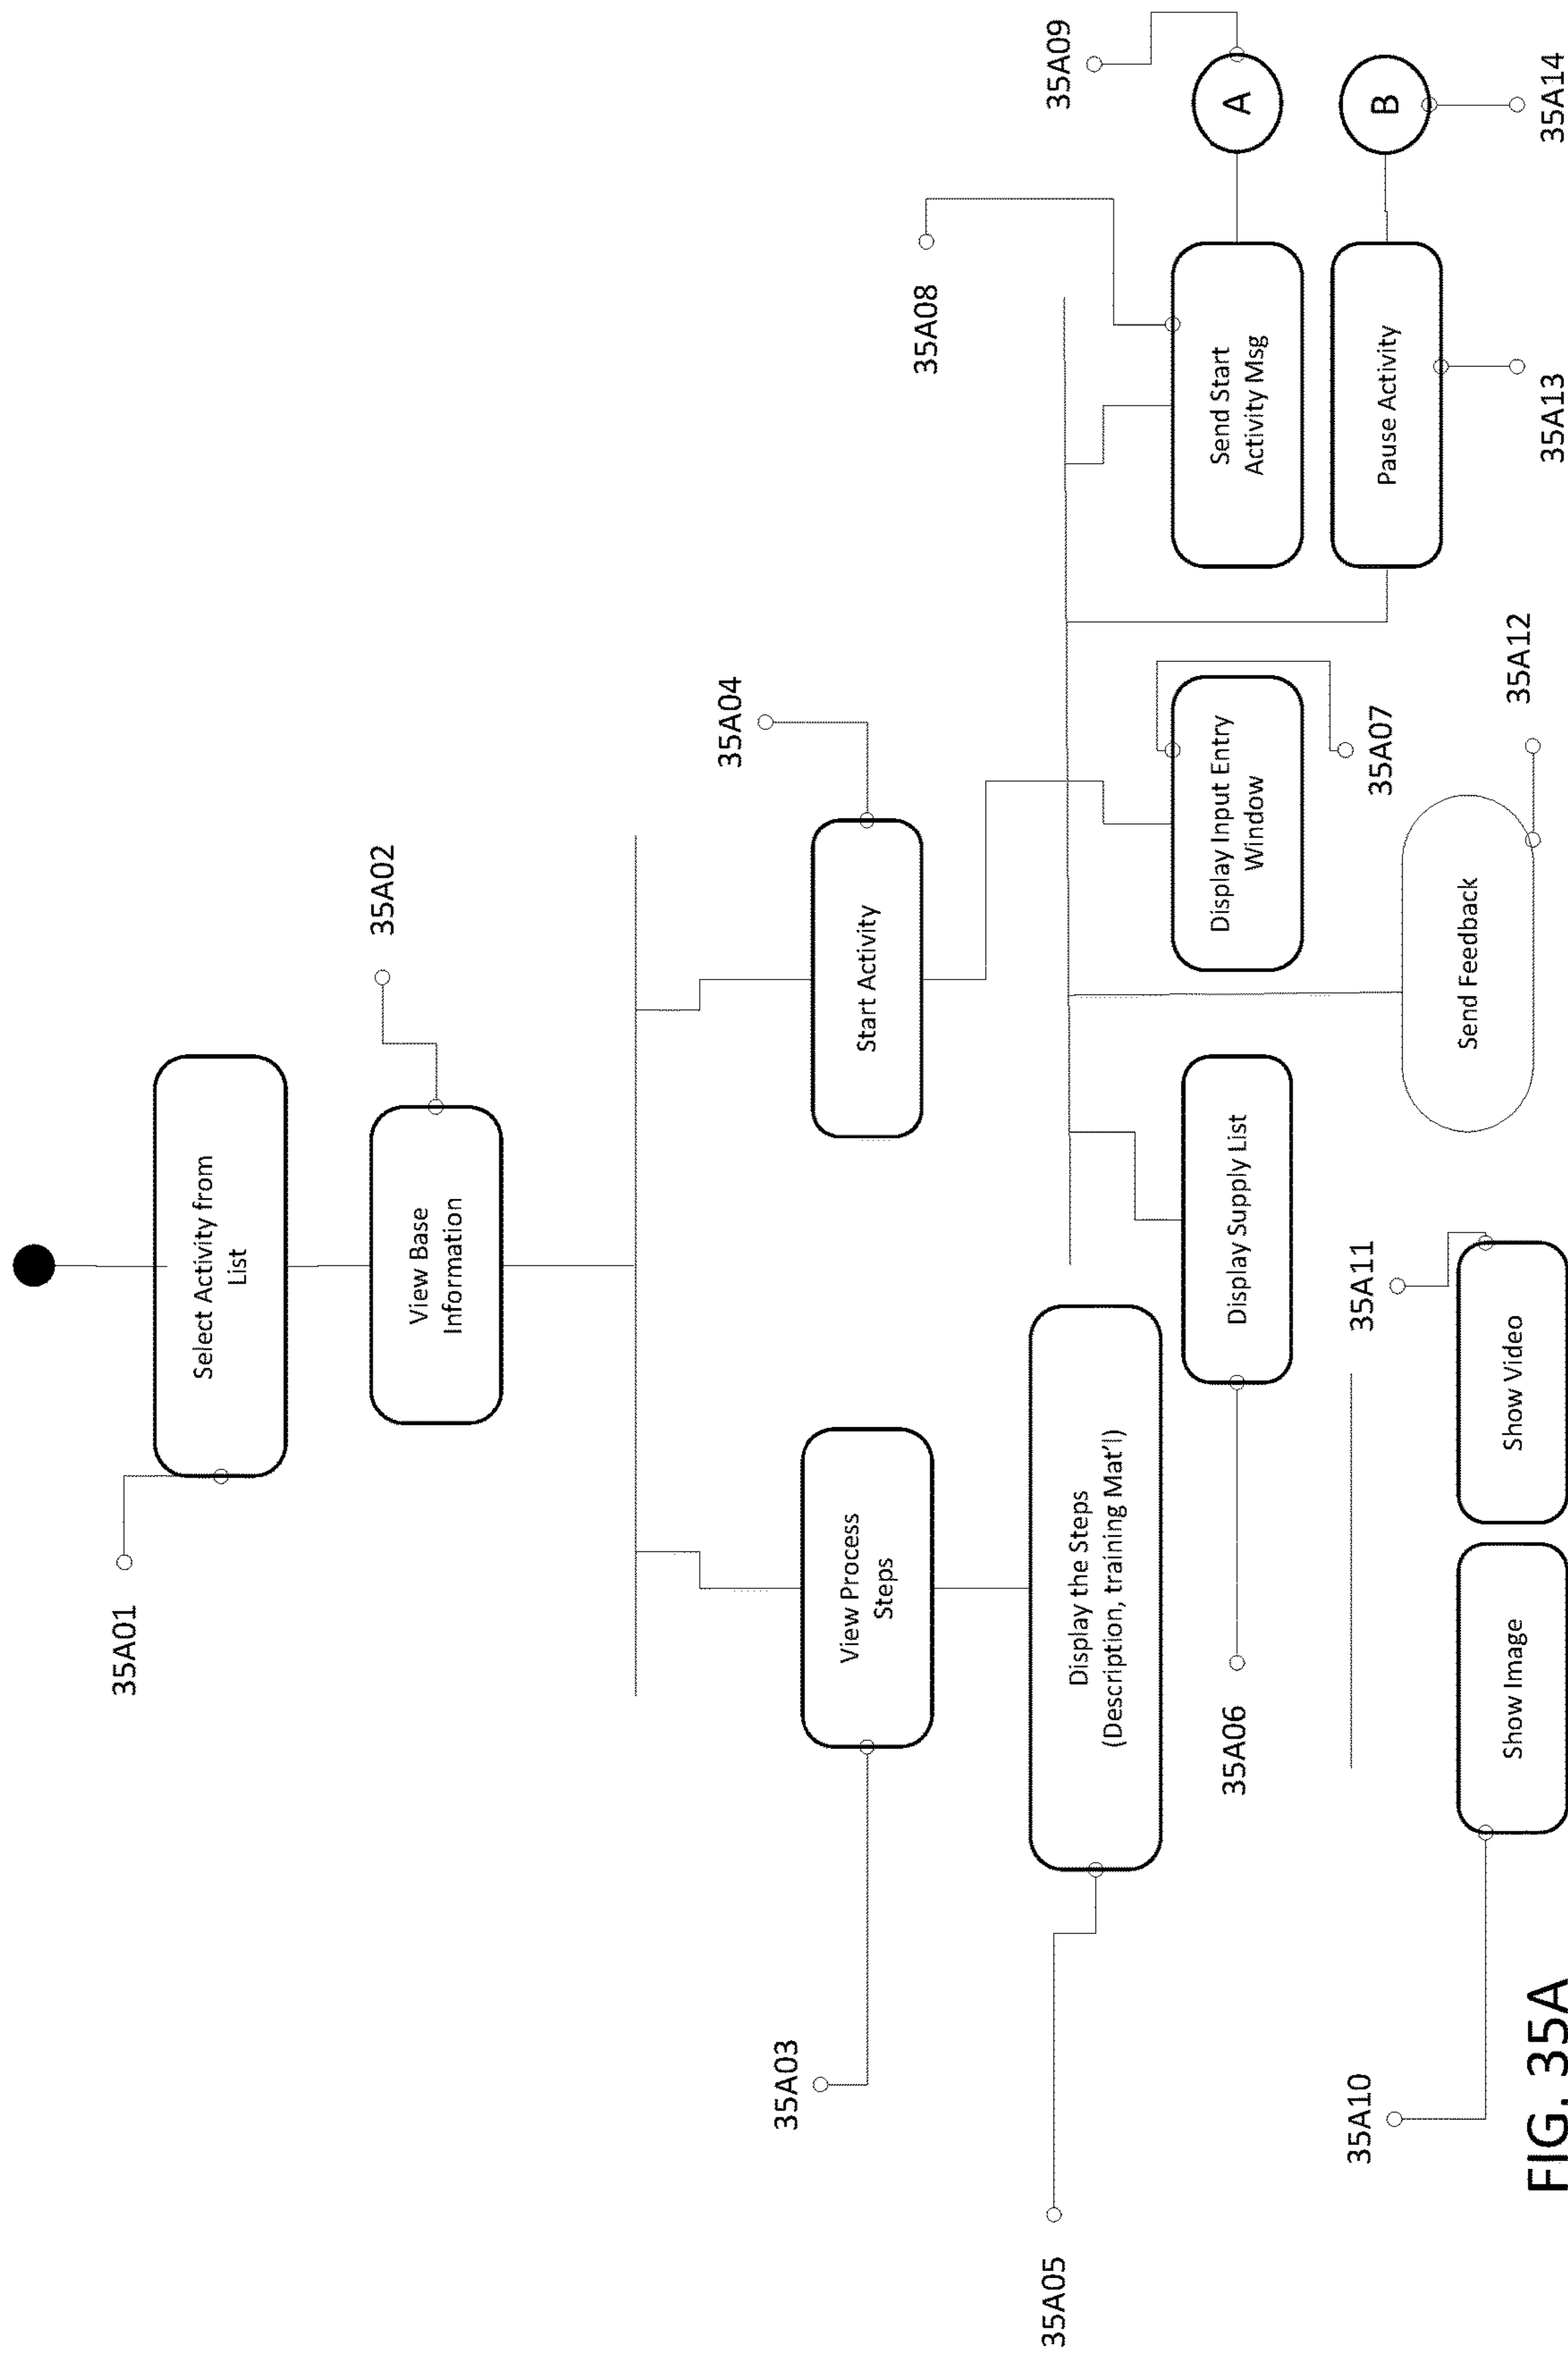 35A01
Select Activity from
List
35A02
View Base
Information
35A03
View Process
Steps
35A04
Start Activity
35A05
Display the Steps
(Description, training Mat'l)
35A06
Display Supply List
35A07
Display Input Entry
Window
35A08
Send Start
Activity Msg
35A09
A
35A10
Show Image
35A11
Show Video
35A12
Send Feedback
35A13
Pause Activity
35A14
B
FIG. 35A